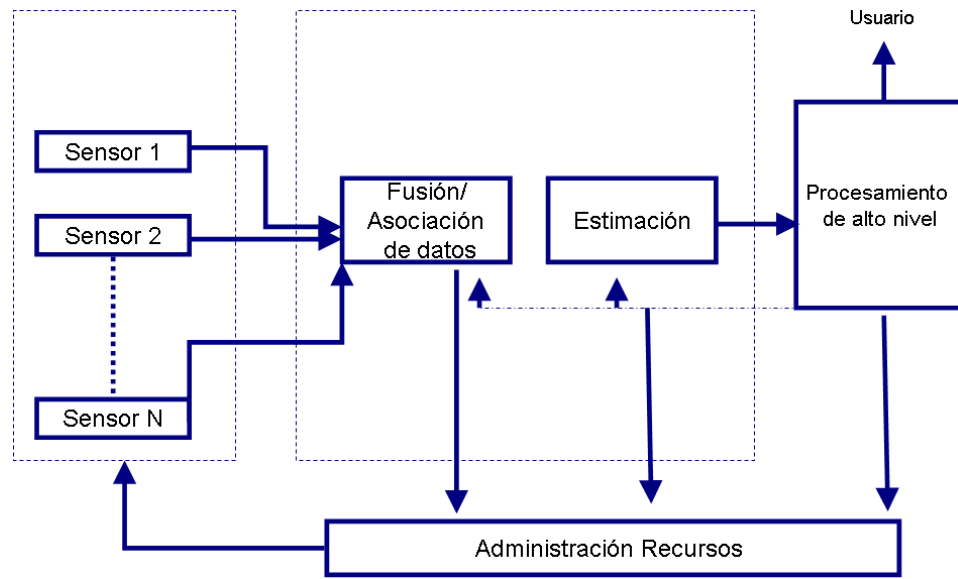 Usuario
Sensor 1
Sensor 2
Sensor N
Fusión/
Asociación
de datos
Estimación
Procesamiento
de alto nivel
Administración Recursos